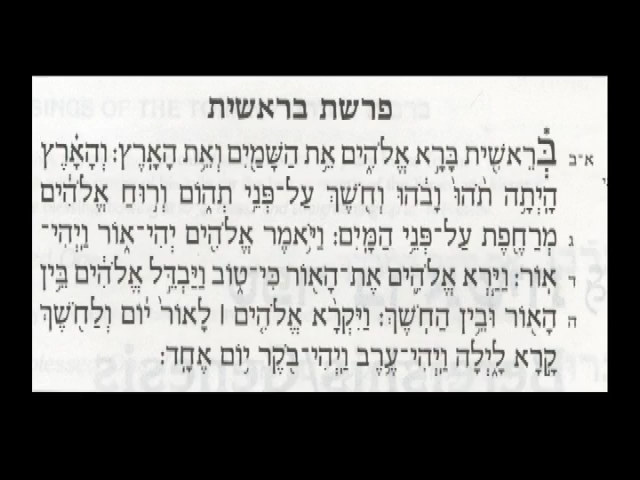 פרשת בראשית
א־ב בְּרֵאשִׁ֖ית בָּרָ֣א אֱלֹהִ֑ים אֵ֥ת הַשָּׁמַ֖יִם וְאֵ֥ת הָאָֽרֶץ׃ וְהָאָ֗רֶץ
הָיְתָ֥ה תֹ֙הוּ֙ וָבֹ֔הוּ וְחֹ֖שֶׁךְ עַל־פְּנֵ֣י תְה֑וֹם וְר֣וּחַ אֱלֹהִ֔ים
ג מְרַחֶ֖פֶת עַל־פְּנֵ֥י הַמָּֽיִם׃ וַיֹּ֥אמֶר אֱלֹהִ֖ים יְהִי־א֑וֹר וַֽיְהִי־
ד אֽוֹר׃ וַיַּ֧רְא אֱלֹהִ֛ים אֶת־הָא֖וֹר כִּי־ט֑וֹב וַיַּבְדֵּ֣ל אֱלֹהִ֔ים בֵּ֥ין
ה הָא֖וֹר וּבֵ֥ין הַחֹֽשֶׁךְ׃ וַיִּקְרָ֨א אֱלֹהִ֤ים ׀ לָאוֹר֙ י֔וֹם וְלַחֹ֖שֶׁךְ
קָ֣רָא לָ֑יְלָה וַֽיְהִי־עֶ֥רֶב וַֽיְהִי־בֹ֖קֶר י֥וֹם אֶחָֽד׃